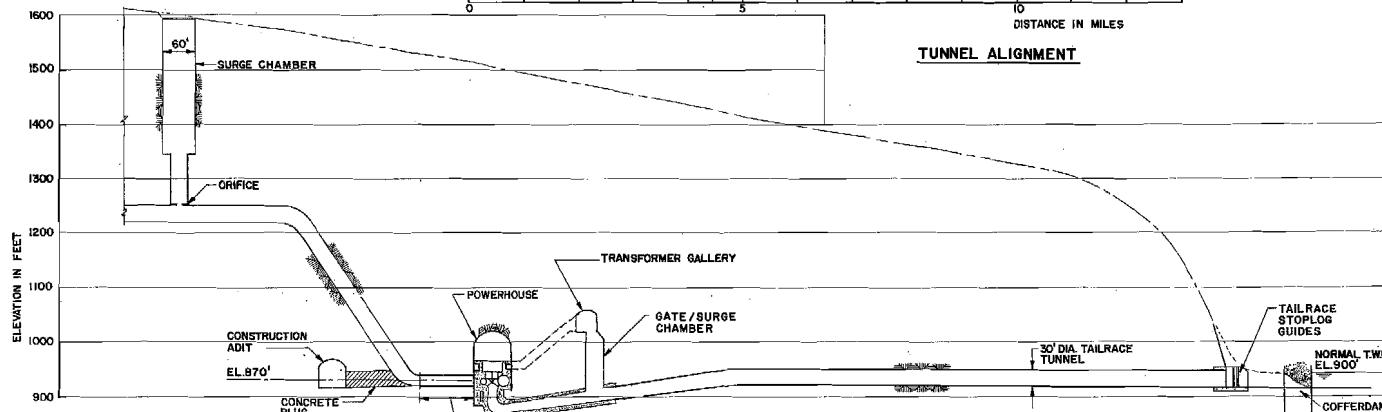 0 5 10
DISTANCE IN MILES
TUNNEL ALIGNMENT
1600
60'
SURGE CHAMBER
1500
1400
1300
ORIFICE
1200
ELEVATION IN FEET
TRANSFORMER GALLERY
1100
POWERHOUSE
GATE/SURGE
CHAMBER
TAILRACE
STOPLOG
GUIDES
CONSTRUCTION
ADIT
1000
30' DIA. TAILRACE
TUNNEL
NORMAL T.W.
EL.900'
EL.870'
900
CONCRETE
PLUG
COFFERDAM